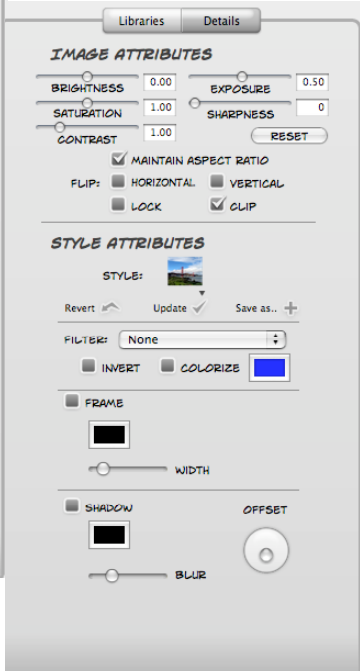 Libraries Details
IMAGE ATTRIBUTES
BRIGHTNESS 0.00 EXPOSURE 0.50
SATURATION 1.00 SHARPNESS 0
CONTRAST 1.00 RESET
MAINTAIN ASPECT RATIO
FLIP: HORIZONTAL VERTICAL
LOCK CLIP
STYLE ATTRIBUTES
STYLE:
Revert Update Save as..
FILTER: None
INVERT COLORIZE
FRAME
WIDTH
SHADOW OFFSET
BLUR